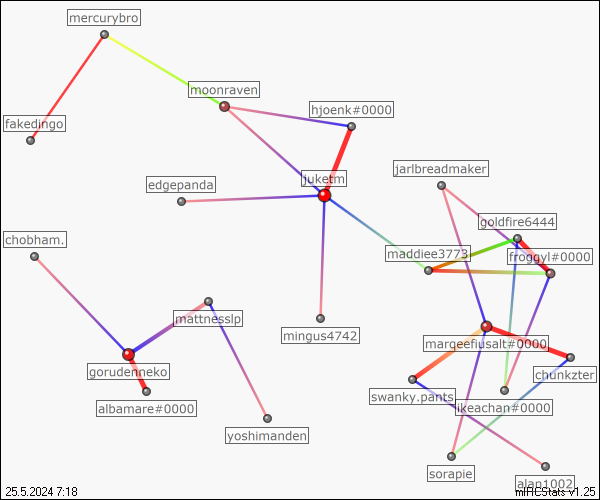 mercurybro
moonraven
hjoenk#0000
fakedingo
jarlbreadmaker
juketm
edgepanda
goldfire6444
chobham.
maddiee3773
froggyl#0000
mattnesslp
mingus4742
marqeefiusalt#0000
gorudenneko
chunkzter
swanky.pants
albamare#0000
ikeachan#0000
yoshimanden
sorapie
alan1002
25.5.2024 7:18
mIRCStats v1.25